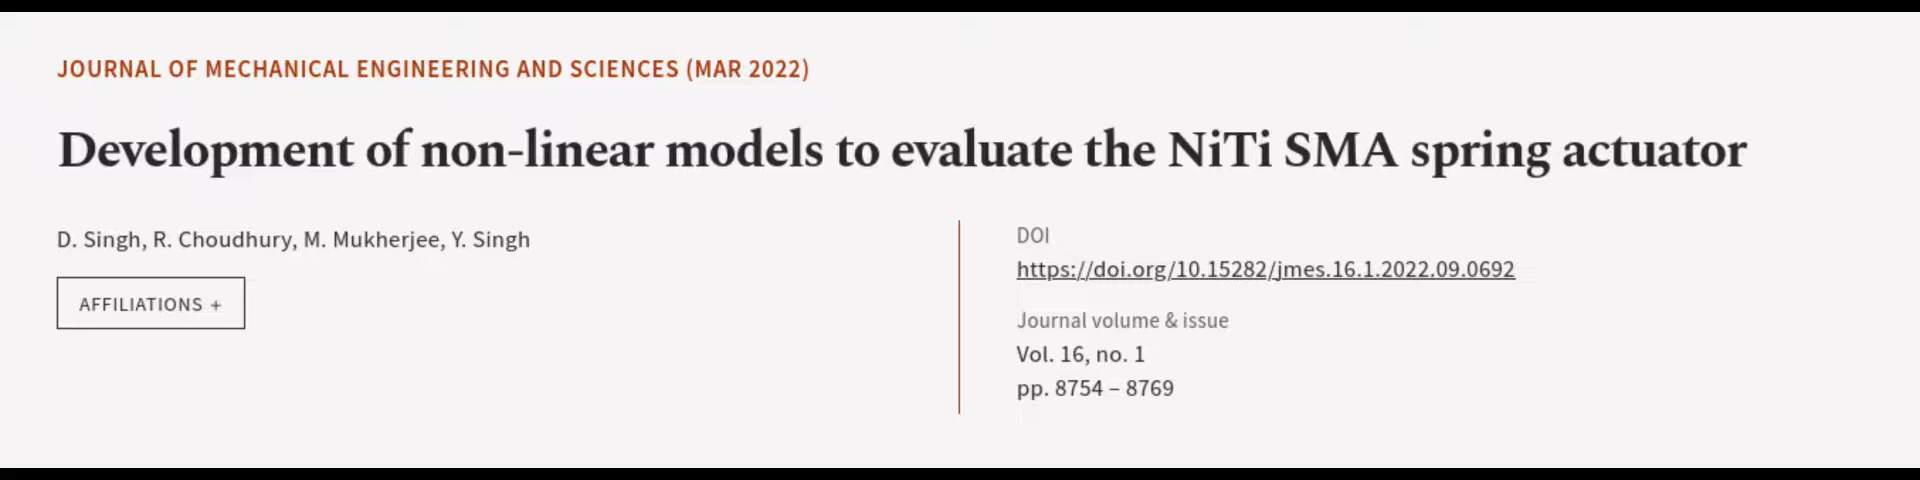 JOURNAL OF MECHANICAL ENGINEERING AND SCIENCES (MAR 2022)
Development of non-linear models to evaluate the NiTi SMA spring actuator
D. Singh, R. Choudhury, M. Mukherjee, Y. Singh
AFFILIATIONS +
DOI
https://doi.org/10.15282/jmes.16.1.2022.09.0692
Journal volume & issue
Vol. 16, no. 1
pp. 8754 – 8769